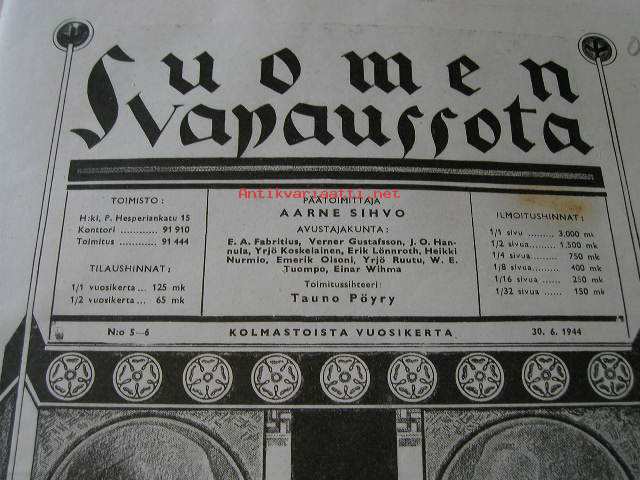 Suomen
Vapaussota
Antikvariaatti.net
TOIMISTO:
H:ki, P. Hesperiankatu 15
Konttori ............ 91 910
Toimitus ............ 91 444
TILAUSHINNAT:
1/1 vuosikerta ... 125 mk
1/2 vuosikerta ... 65 mk
PÄÄTOIMITTAJA
AARNE SIHVO
AVUSTAJAKUNTA:
E. A. Fabritius, Verner Gustafsson, J. O. Han-
nula, Yrjö Koskelainen, Erik Lönnroth, Heikki
Nurmio, Emerik Olsoni, Yrjö Ruutu, W. E.
Tuompo, Einar Wihma
Toimitussihteeri:
Tauno Pöyry
ILMOITUSHINNAT:
1/1 sivu ........ 3,000 mk
1/2 sivua ........ 1,500 mk
1/4 sivua ........ 750 mk
1/8 sivua ........ 400 mk
1/16 sivua ...... 250 mk
1/32 sivua ...... 150 mk
N:o 5—6 KOLMASTOISTA VUOSIKERTA 30. 6. 1944